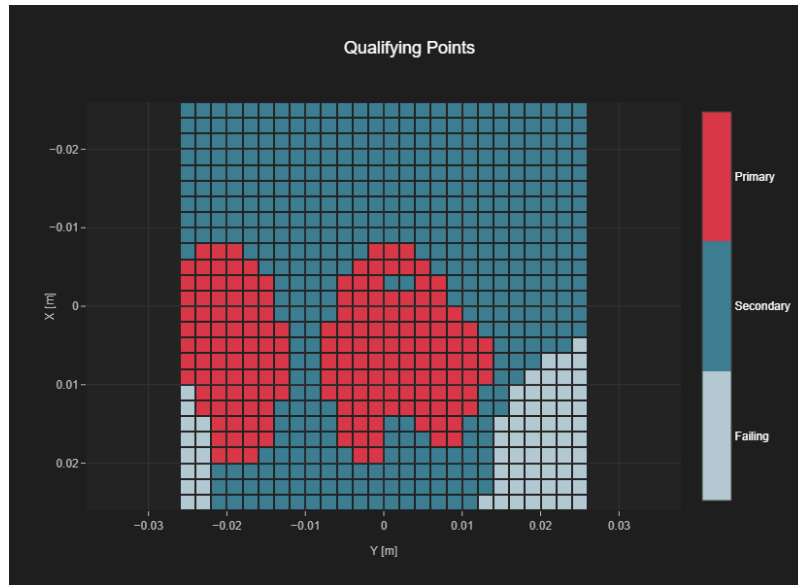 Qualifying Points
−0.02
−0.01
0
0.01
0.02
X [m]
−0.03
−0.02
−0.01
0
0.01
0.02
0.03
Y [m]
Primary
Secondary
Failing